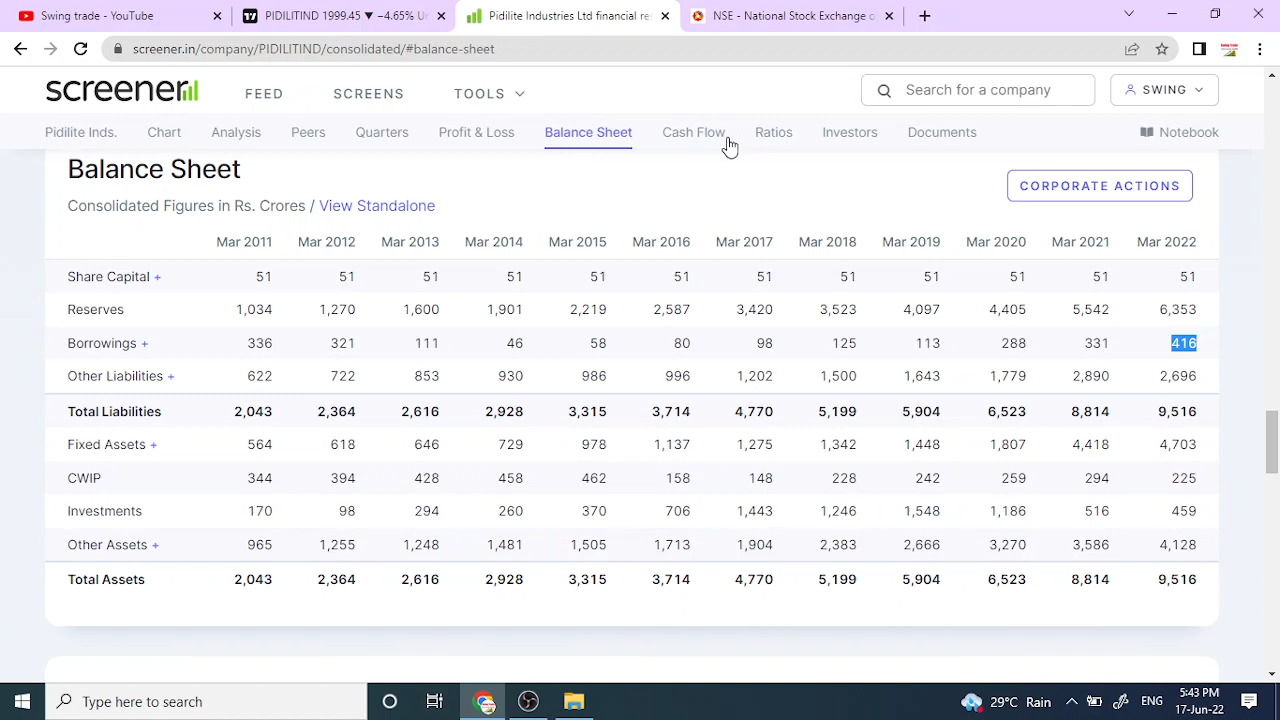 Swing trade - YouTube
PIDILITIND 1999.45 ▼ −4.65% U
Pidilite Industries Ltd financial re
NSE - National Stock Exchange c
screener.in/company/PIDILITIND/consolidated/#balance-sheet
screener FEED SCREENS TOOLS Search for a company SWING
Pidilite Inds. Chart Analysis Peers Quarters Profit & Loss Balance Sheet Cash Flow Ratios Investors Documents Notebook
Balance Sheet
CORPORATE ACTIONS
Consolidated Figures in Rs. Crores / View Standalone
Mar 2011 Mar 2012 Mar 2013 Mar 2014 Mar 2015 Mar 2016 Mar 2017 Mar 2018 Mar 2019 Mar 2020 Mar 2021 Mar 2022
Share Capital + 51 51 51 51 51 51 51 51 51 51 51 51
Reserves 1,034 1,270 1,600 1,901 2,219 2,587 3,420 3,523 4,097 4,405 5,542 6,353
Borrowings + 336 321 111 46 58 80 98 125 113 288 331 416
Other Liabilities + 622 722 853 930 986 996 1,202 1,500 1,643 1,779 2,890 2,696
Total Liabilities 2,043 2,364 2,616 2,928 3,315 3,714 4,770 5,199 5,904 6,523 8,814 9,516
Fixed Assets + 564 618 646 729 978 1,137 1,275 1,342 1,448 1,807 4,418 4,703
CWIP 344 394 428 458 462 158 148 228 242 259 294 225
Investments 170 98 294 260 370 706 1,443 1,246 1,548 1,186 516 459
Other Assets + 965 1,255 1,248 1,481 1,505 1,713 1,904 2,383 2,666 3,270 3,586 4,128
Total Assets 2,043 2,364 2,616 2,928 3,315 3,714 4,770 5,199 5,904 6,523 8,814 9,516
Type here to search
29°C Rain
ENG
5:43 PM
17-Jun-22